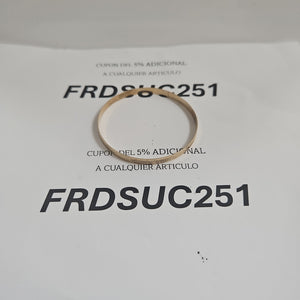 CUPON DEL 5% ADICIONAL
A CUALQUIER ARTICULO
FRDSUC251
CUPON DEL 5% ADICIONAL
A CUALQUIER ARTICULO
FRDSUC251